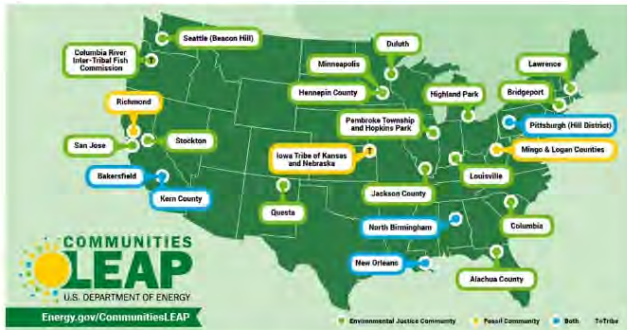 Seattle (Beacon Hill)
Columbia River
Inter-Tribal Fish
Commission
T
Duluth
Minneapolis
Hennepin County
Lawrence
Highland Park
Bridgeport
Richmond
Pembroke Township
and Hopkins Park
Pittsburgh (Hill District)
San Jose
Stockton
Iowa Tribe of Kansas
and Nebraska
T
Mingo & Logan Counties
Bakersfield
Kern County
Questa
Jackson County
Louisville
North Birmingham
Columbia
New Orleans
Alachua County
COMMUNITIES
LEAP
U.S. DEPARTMENT OF ENERGY
Energy.gov/CommunitiesLEAP
Environmental Justice Community
Fossil Community
Both
T=Tribe